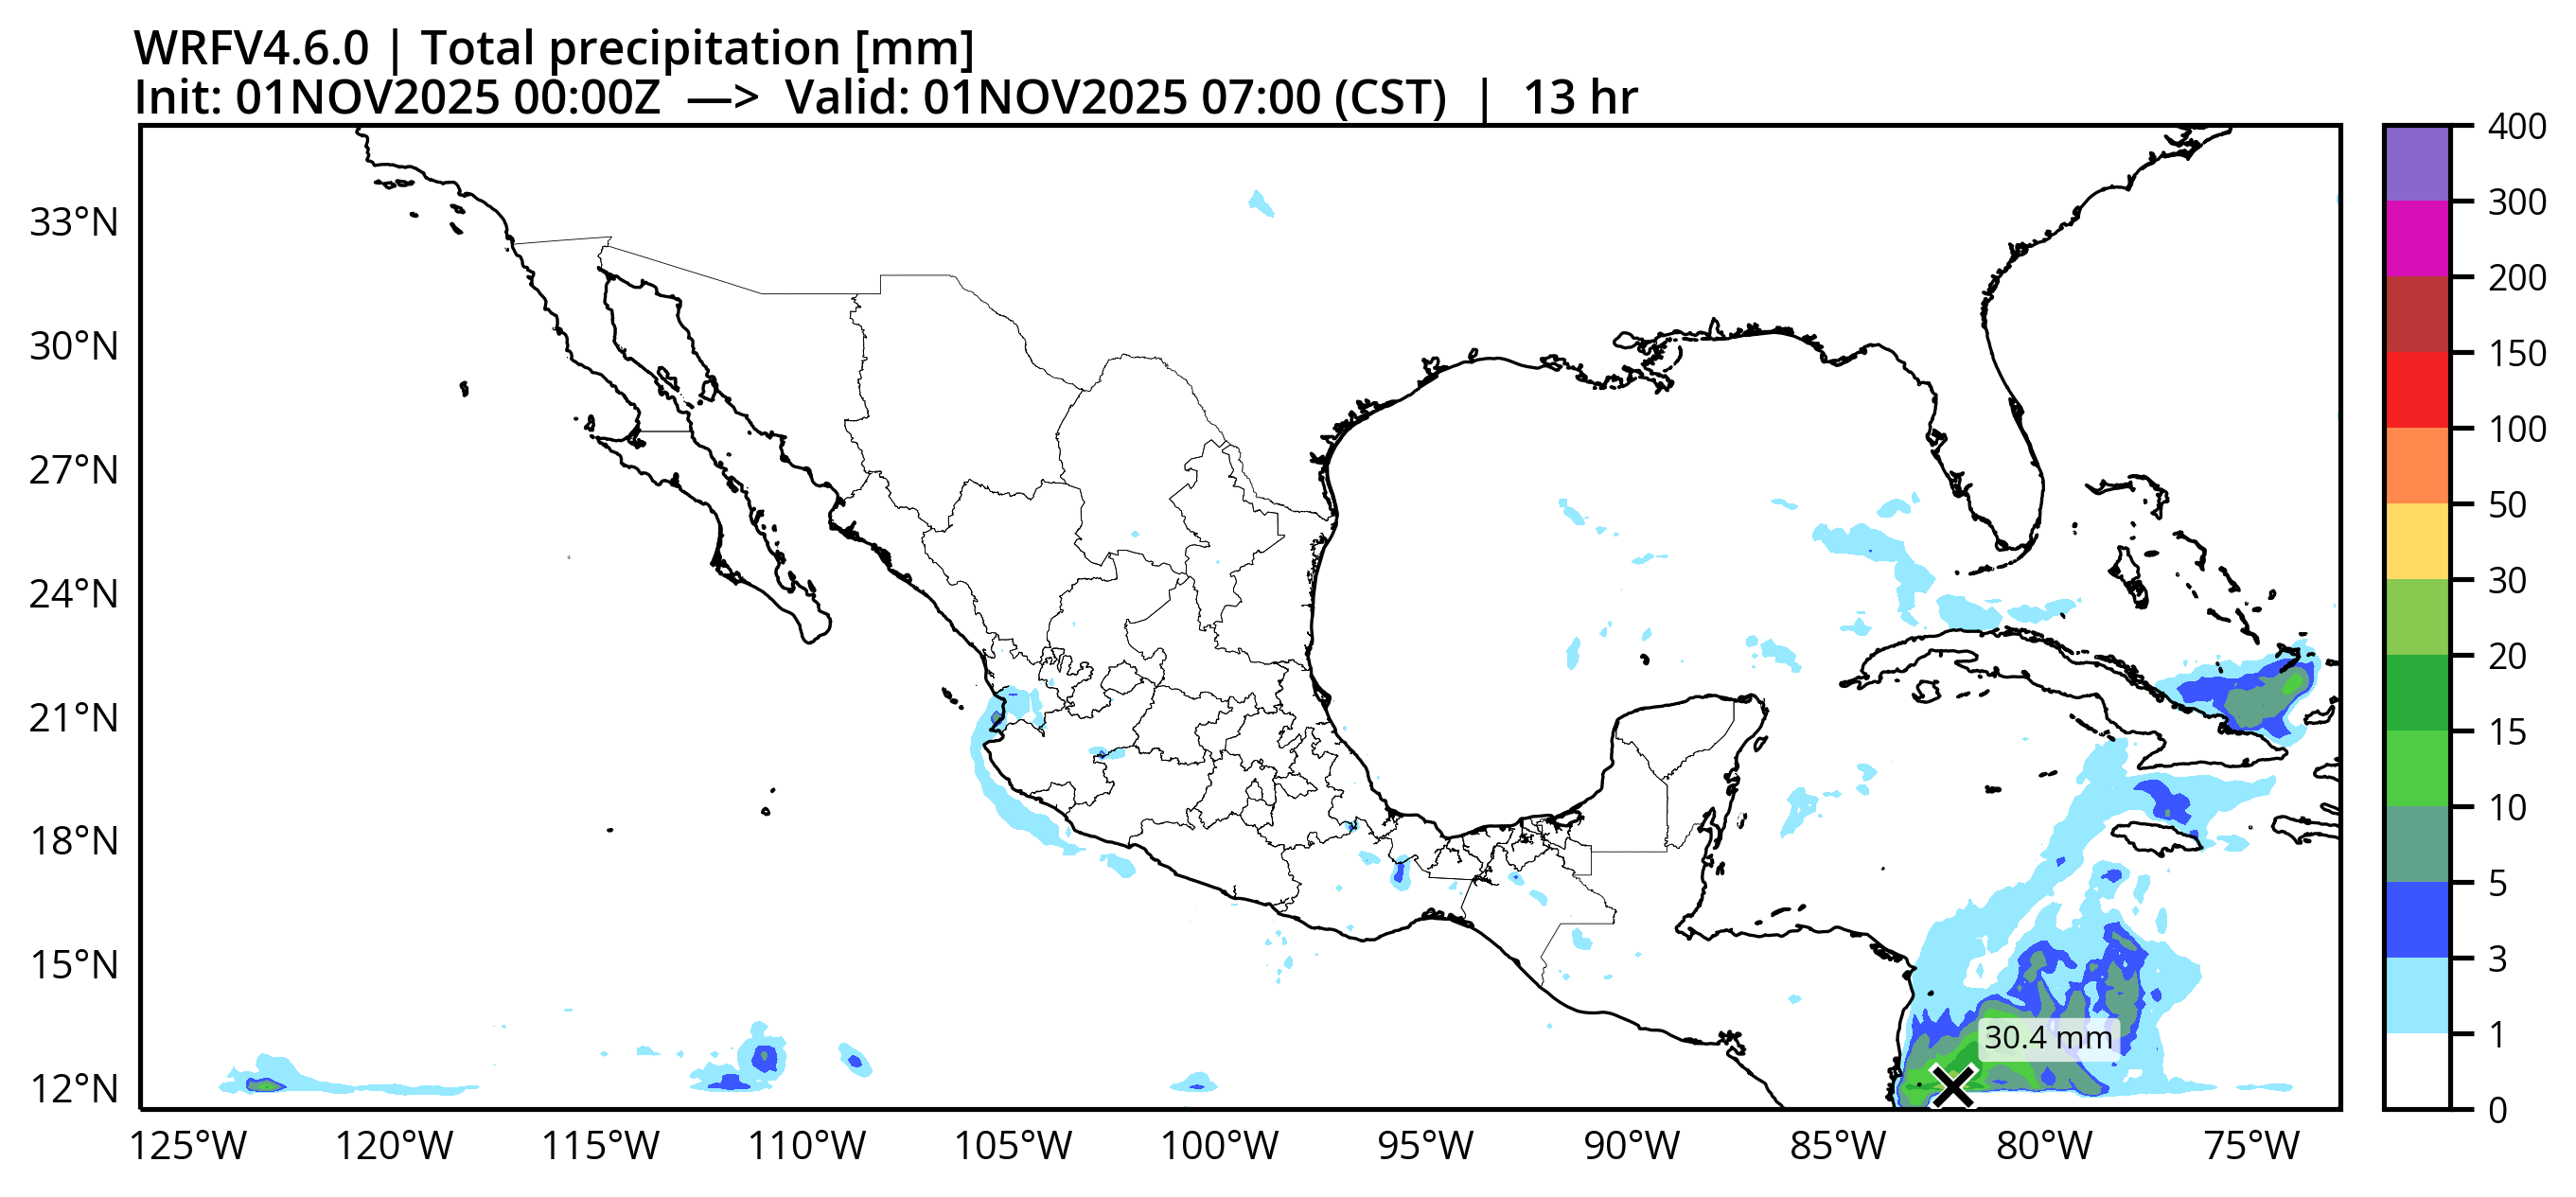 WRFV4.6.0 | Total precipitation [mm]
Init: 01NOV2025 00:00Z —> Valid: 01NOV2025 07:00 (CST) | 13 hr
33°N
30°N
27°N
24°N
21°N
18°N
15°N
12°N
125°W
120°W
115°W
110°W
105°W
100°W
95°W
90°W
85°W
80°W
75°W
30.4 mm
400
300
200
150
100
50
30
20
15
10
5
3
1
0